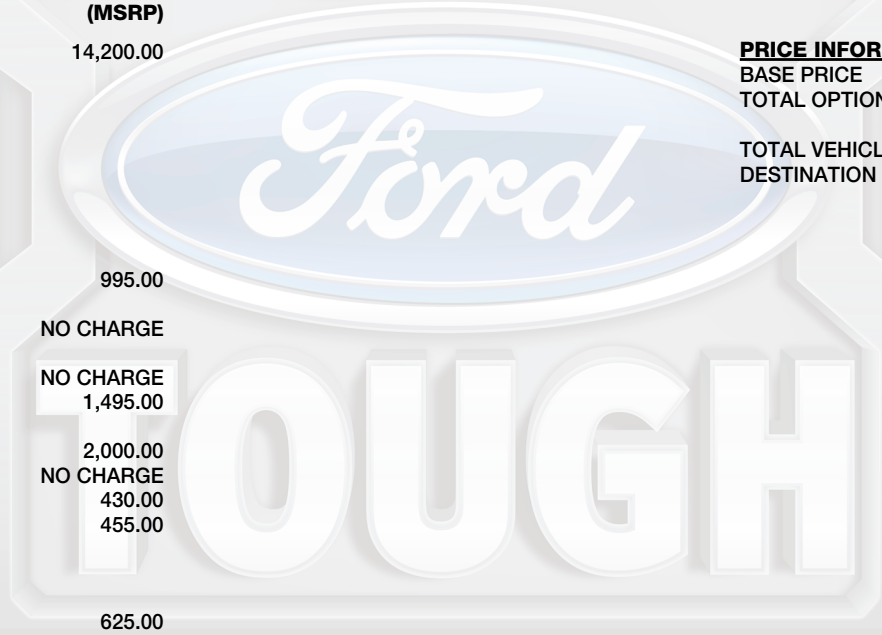 (MSRP)
14,200.00
995.00
NO CHARGE
NO CHARGE
1,495.00
2,000.00
NO CHARGE
430.00
455.00
625.00
PRICE INFOR
BASE PRICE
TOTAL OPTION
TOTAL VEHICL
DESTINATION
Ford
TOUGH